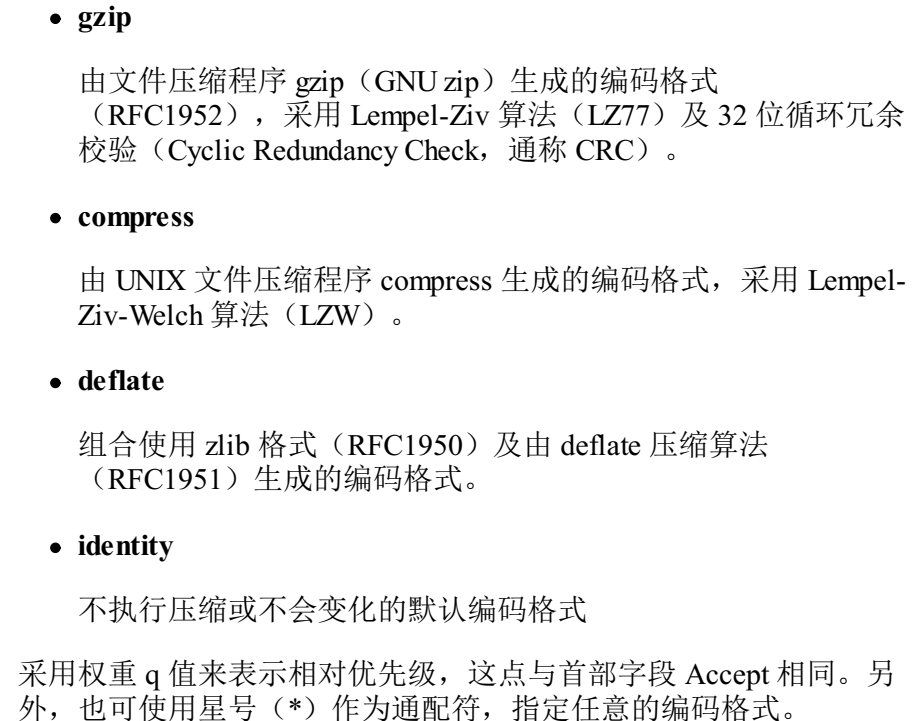 • gzip
由文件压缩程序 gzip（GNU zip）生成的编码格式
（RFC1952），采用 Lempel-Ziv 算法（LZ77）及 32 位循环冗余
校验（Cyclic Redundancy Check，通称 CRC）。
• compress
由 UNIX 文件压缩程序 compress 生成的编码格式，采用 Lempel-
Ziv-Welch 算法（LZW）。
• deflate
组合使用 zlib 格式（RFC1950）及由 deflate 压缩算法
（RFC1951）生成的编码格式。
• identity
不执行压缩或不会变化的默认编码格式
采用权重 q 值来表示相对优先级，这点与首部字段 Accept 相同。另
外，也可使用星号（*）作为通配符，指定任意的编码格式。